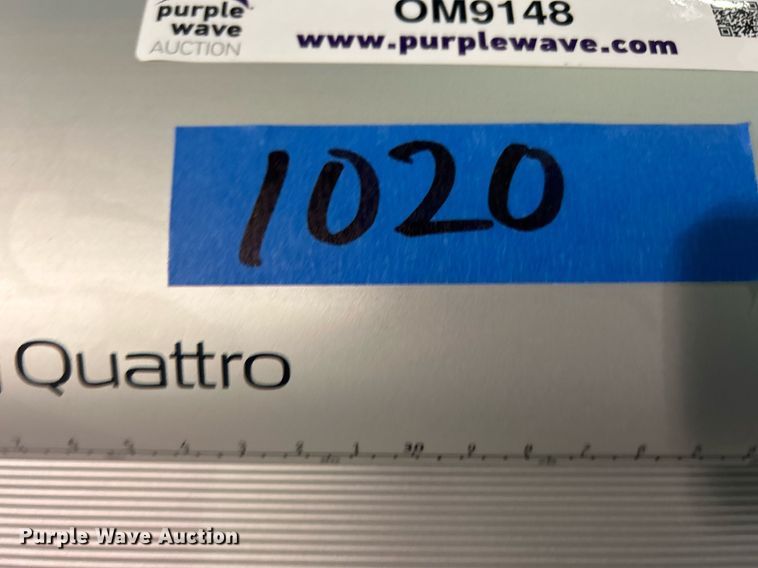 purple
wave
AUCTION
OM9148
www.purplewave.com
1020
Quattro
Purple Wave Auction